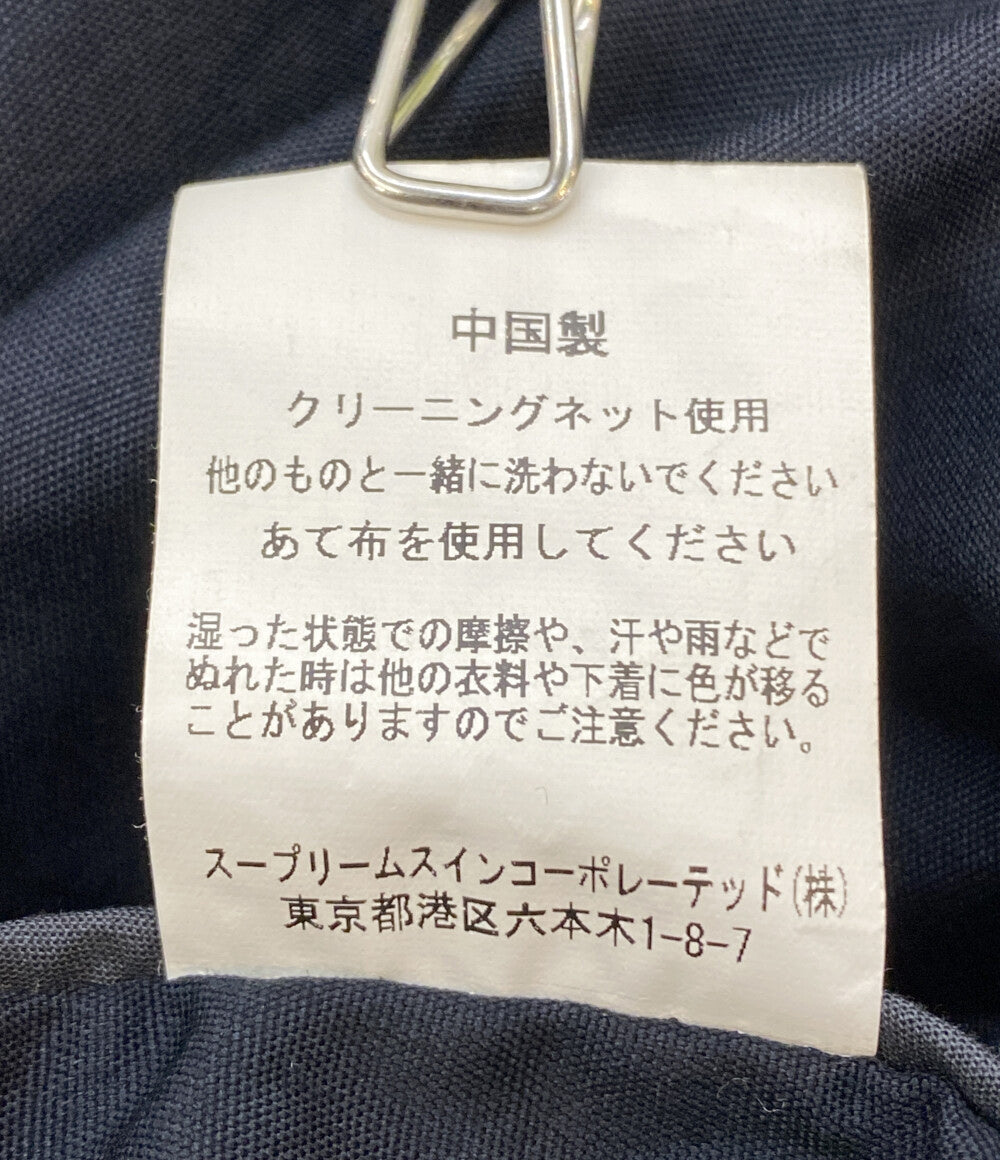 中国製
クリーニングネット使用
他のものと一緒に洗わないでください
あて布を使用してください
湿った状態での摩擦や、汗や雨などで
ぬれた時は他の衣料や下着に色が移る
ことがありますのでご注意ください。
スープリームスインコーポレーテッド(株)
東京都港区六本木1-8-7